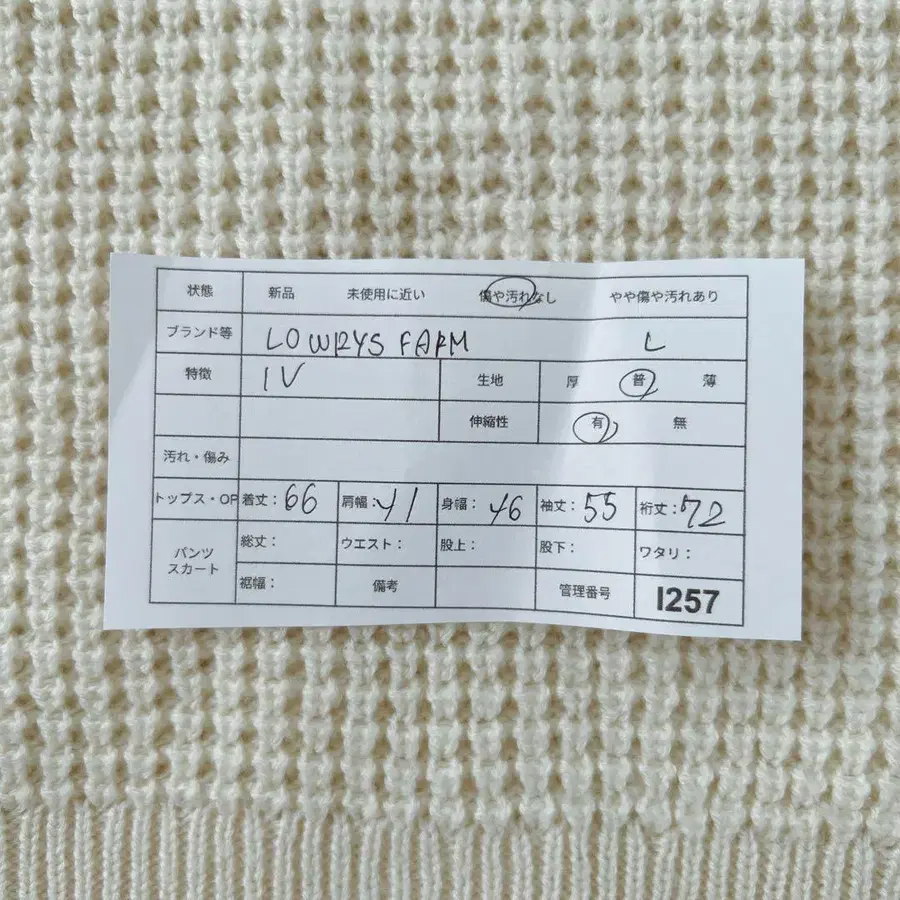 状態 新品 未使用に近い 傷や汚れなし やや傷や汚れあり
ブランド等 LOWRYS FARM L
特徴 IV 生地 厚 普 薄
伸縮性 有 無
汚れ・傷み
トップス・OP 着丈：66 肩幅：41 身幅：46 袖丈：55 裄丈：72
パンツ スカート 総丈： ウエスト： 股上： 股下： ワタリ：
裾幅： 備考 管理番号 I257